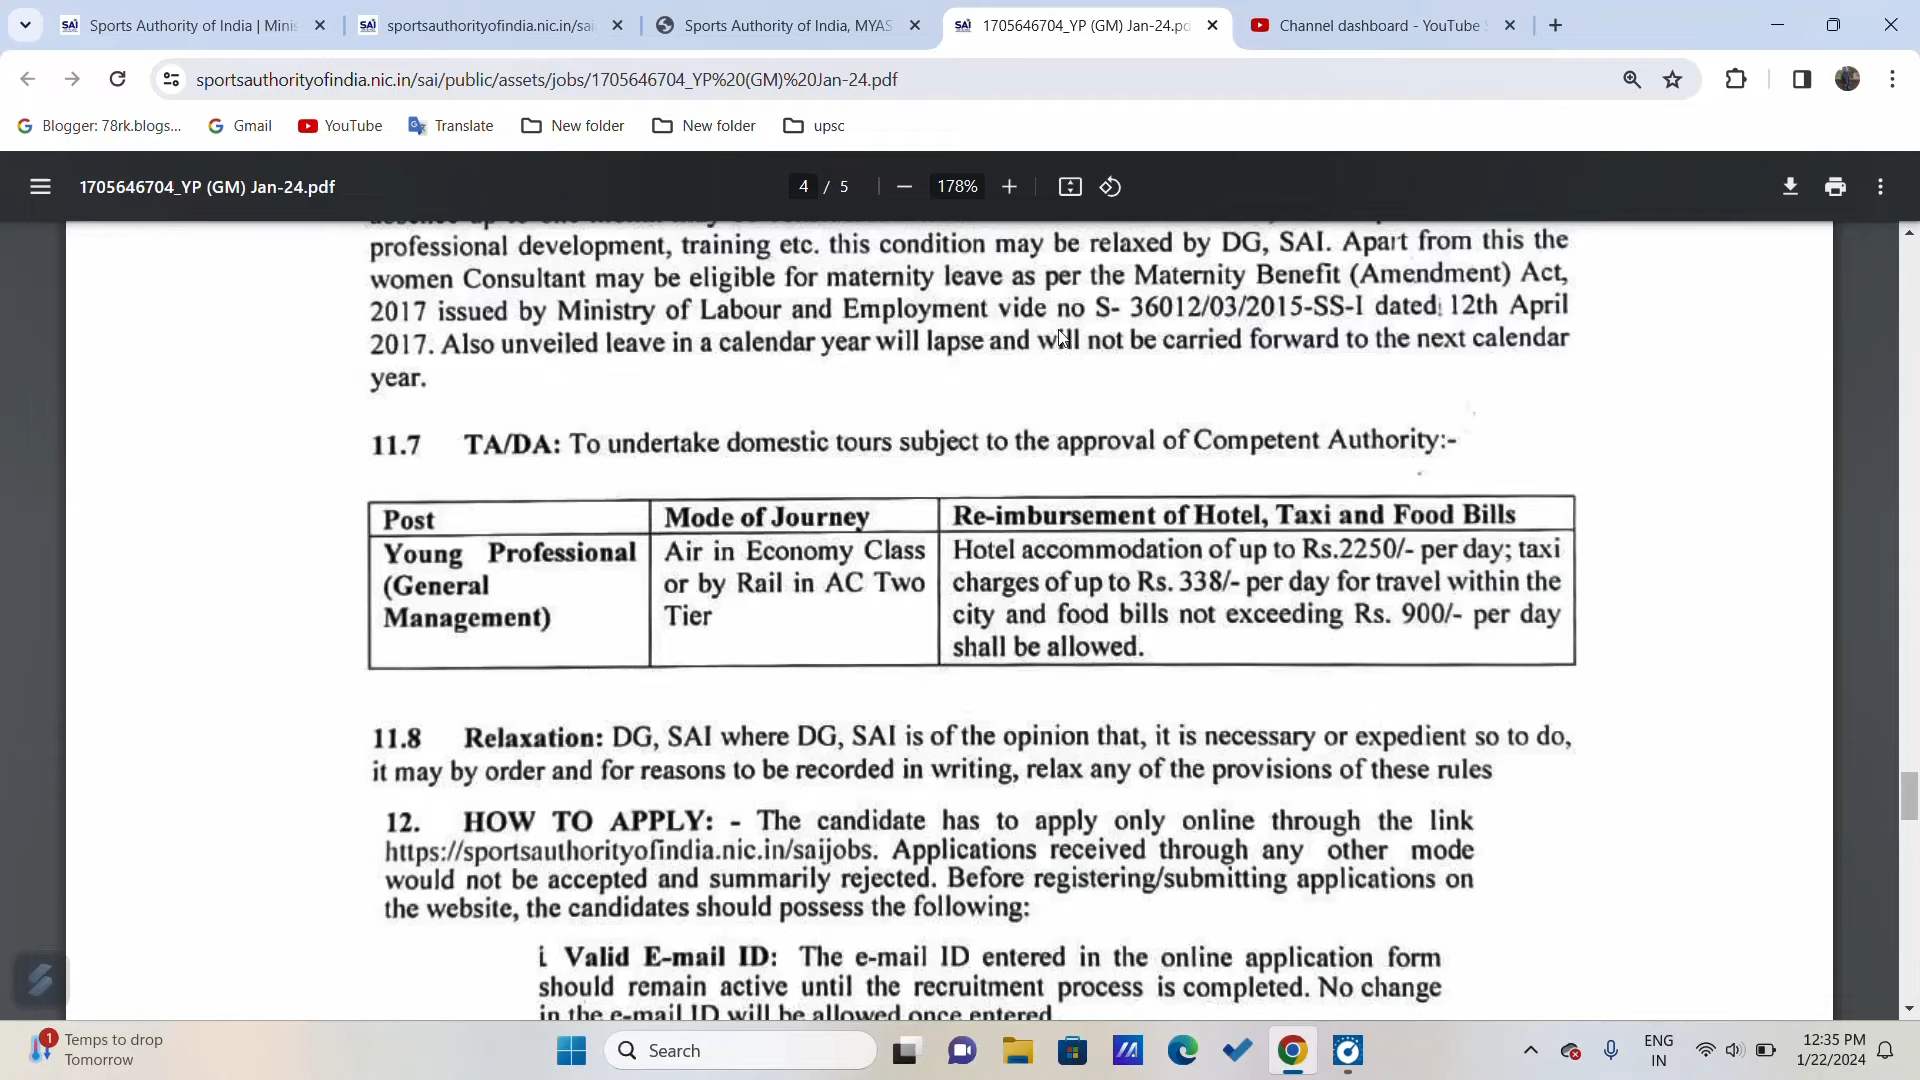 Sports Authority of India | Minis
sportsauthorityofindia.nic.in/sai
Sports Authority of India, MYAS
1705646704_YP (GM) Jan-24.pd
Channel dashboard - YouTube S
sportsauthorityofindia.nic.in/sai/public/assets/jobs/1705646704_YP%20(GM)%20Jan-24.pdf
Blogger: 78rk.blogs...
Gmail
YouTube
Translate
New folder
New folder
upsc
1705646704_YP (GM) Jan-24.pdf
4 / 5
178%
professional development, training etc. this condition may be relaxed by DG, SAI. Apart from this the
women Consultant may be eligible for maternity leave as per the Maternity Benefit (Amendment) Act,
2017 issued by Ministry of Labour and Employment vide no S- 36012/03/2015-SS-I dated 12th April
2017. Also unveiled leave in a calendar year will lapse and will not be carried forward to the next calendar
year.
11.7 TA/DA: To undertake domestic tours subject to the approval of Competent Authority:-
Post
Mode of Journey
Re-imbursement of Hotel, Taxi and Food Bills
Young Professional
(General
Management)
Air in Economy Class
or by Rail in AC Two
Tier
Hotel accommodation of up to Rs.2250/- per day; taxi
charges of up to Rs. 338/- per day for travel within the
city and food bills not exceeding Rs. 900/- per day
shall be allowed.
11.8 Relaxation: DG, SAI where DG, SAI is of the opinion that, it is necessary or expedient so to do,
it may by order and for reasons to be recorded in writing, relax any of the provisions of these rules
12. HOW TO APPLY: - The candidate has to apply only online through the link
https://sportsauthorityofindia.nic.in/saijobs. Applications received through any other mode
would not be accepted and summarily rejected. Before registering/submitting applications on
the website, the candidates should possess the following:
i. Valid E-mail ID: The e-mail ID entered in the online application form
should remain active until the recruitment process is completed. No change
in the e-mail ID will be allowed once entered.
1
Temps to drop
Tomorrow
Search
ENG
IN
12:35 PM
1/22/2024